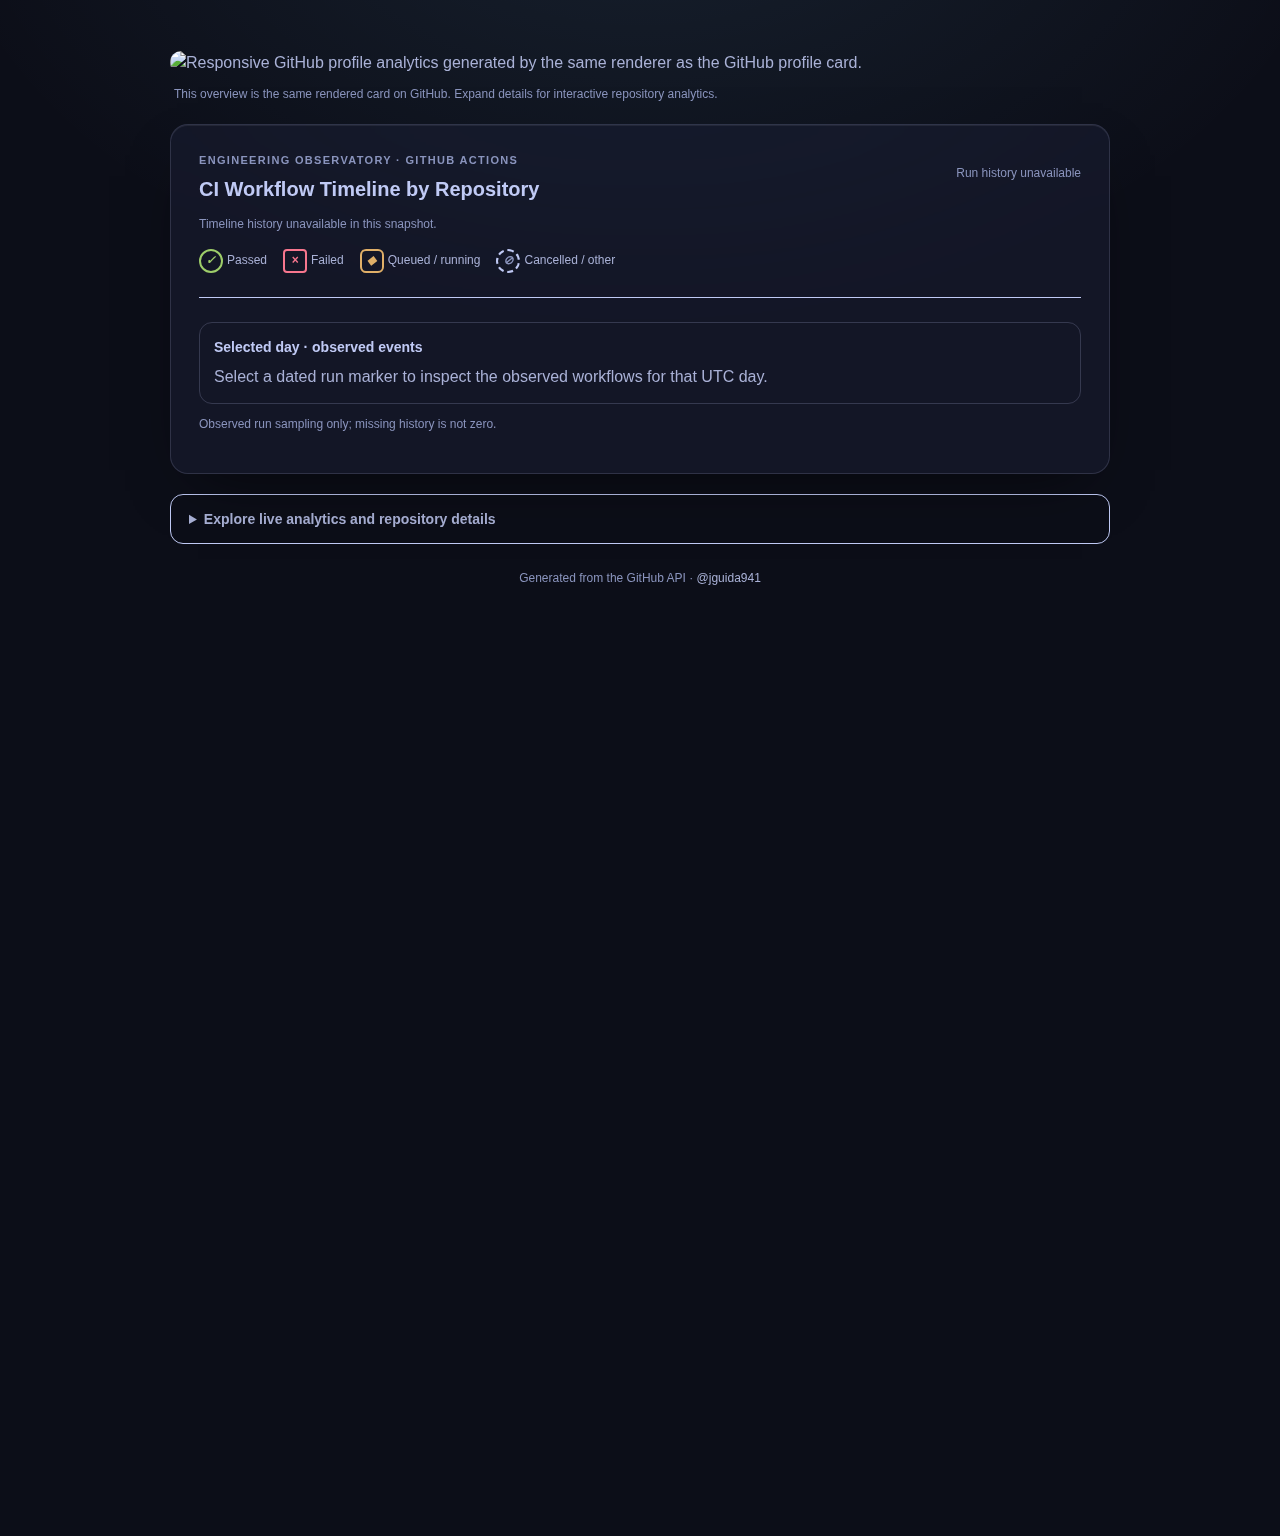 Responsive GitHub profile analytics generated by the same renderer as the GitHub profile card.
This overview is the same rendered card on GitHub. Expand details for interactive repository analytics.
ENGINEERING OBSERVATORY · GITHUB ACTIONS
CI Workflow Timeline by Repository
Run history unavailable
Timeline history unavailable in this snapshot.
✓ Passed × Failed ◆ Queued / running ⊘ Cancelled / other
Selected day · observed events
Select a dated run marker to inspect the observed workflows for that UTC day.
Observed run sampling only; missing history is not zero.
Explore live analytics and repository details
Generated from the GitHub API · @jguida941